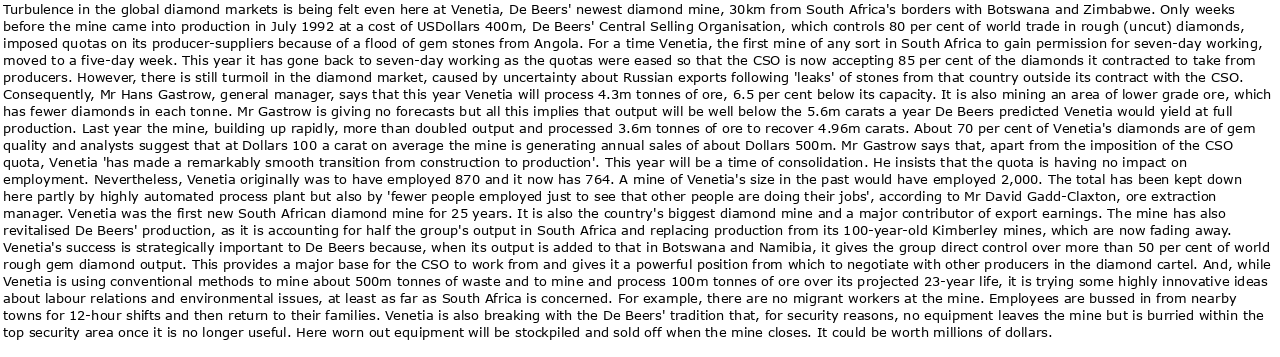 Turbulence in the global diamond markets is being felt even here at Venetia, De Beers' newest diamond mine, 30km from South Africa's borders with Botswana and Zimbabwe. Only weeks
before the mine came into production in July 1992 at a cost of USDollars 400m, De Beers' Central Selling Organisation, which controls 80 per cent of world trade in rough (uncut) diamonds,
imposed quotas on its producer-suppliers because of a flood of gem stones from Angola. For a time Venetia, the first mine of any sort in South Africa to gain permission for seven-day working,
moved to a five-day week. This year it has gone back to seven-day working as the quotas were eased so that the CSO is now accepting 85 per cent of the diamonds it contracted to take from
producers. However, there is still turmoil in the diamond market, caused by uncertainty about Russian exports following 'leaks' of stones from that country outside its contract with the CSO.
Consequently, Mr Hans Gastrow, general manager, says that this year Venetia will process 4.3m tonnes of ore, 6.5 per cent below its capacity. It is also mining an area of lower grade ore, which
has fewer diamonds in each tonne. Mr Gastrow is giving no forecasts but all this implies that output will be well below the 5.6m carats a year De Beers predicted Venetia would yield at full
production. Last year the mine, building up rapidly, more than doubled output and processed 3.6m tonnes of ore to recover 4.96m carats. About 70 per cent of Venetia's diamonds are of gem
quality and analysts suggest that at Dollars 100 a carat on average the mine is generating annual sales of about Dollars 500m. Mr Gastrow says that, apart from the imposition of the CSO
quota, Venetia 'has made a remarkably smooth transition from construction to production'. This year will be a time of consolidation. He insists that the quota is having no impact on
employment. Nevertheless, Venetia originally was to have employed 870 and it now has 764. A mine of Venetia's size in the past would have employed 2,000. The total has been kept down
here partly by highly automated process plant but also by 'fewer people employed just to see that other people are doing their jobs', according to Mr David Gadd-Claxton, ore extraction
manager. Venetia was the first new South African diamond mine for 25 years. It is also the country's biggest diamond mine and a major contributor of export earnings. The mine has also
revitalised De Beers' production, as it is accounting for half the group's output in South Africa and replacing production from its 100-year-old Kimberley mines, which are now fading away.
Venetia's success is strategically important to De Beers because, when its output is added to that in Botswana and Namibia, it gives the group direct control over more than 50 per cent of world
rough gem diamond output. This provides a major base for the CSO to work from and gives it a powerful position from which to negotiate with other producers in the diamond cartel. And, while
Venetia is using conventional methods to mine about 500m tonnes of waste and to mine and process 100m tonnes of ore over its projected 23-year life, it is trying some highly innovative ideas
about labour relations and environmental issues, at least as far as South Africa is concerned. For example, there are no migrant workers at the mine. Employees are bussed in from nearby
towns for 12-hour shifts and then return to their families. Venetia is also breaking with the De Beers' tradition that, for security reasons, no equipment leaves the mine but is burried within the
top security area once it is no longer useful. Here worn out equipment will be stockpiled and sold off when the mine closes. It could be worth millions of dollars.